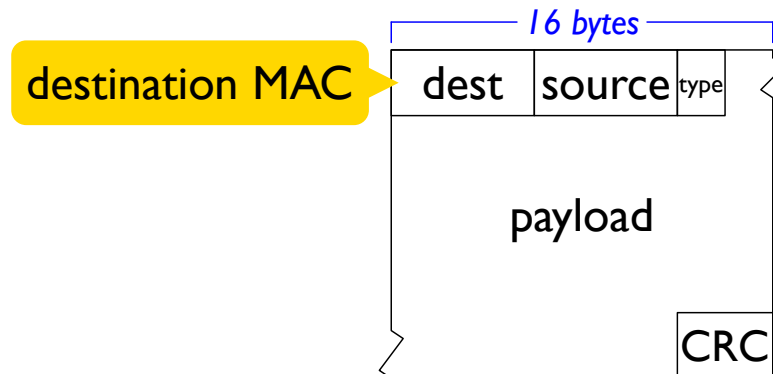 16 bytes
destination MAC
dest
source
type
payload
CRC